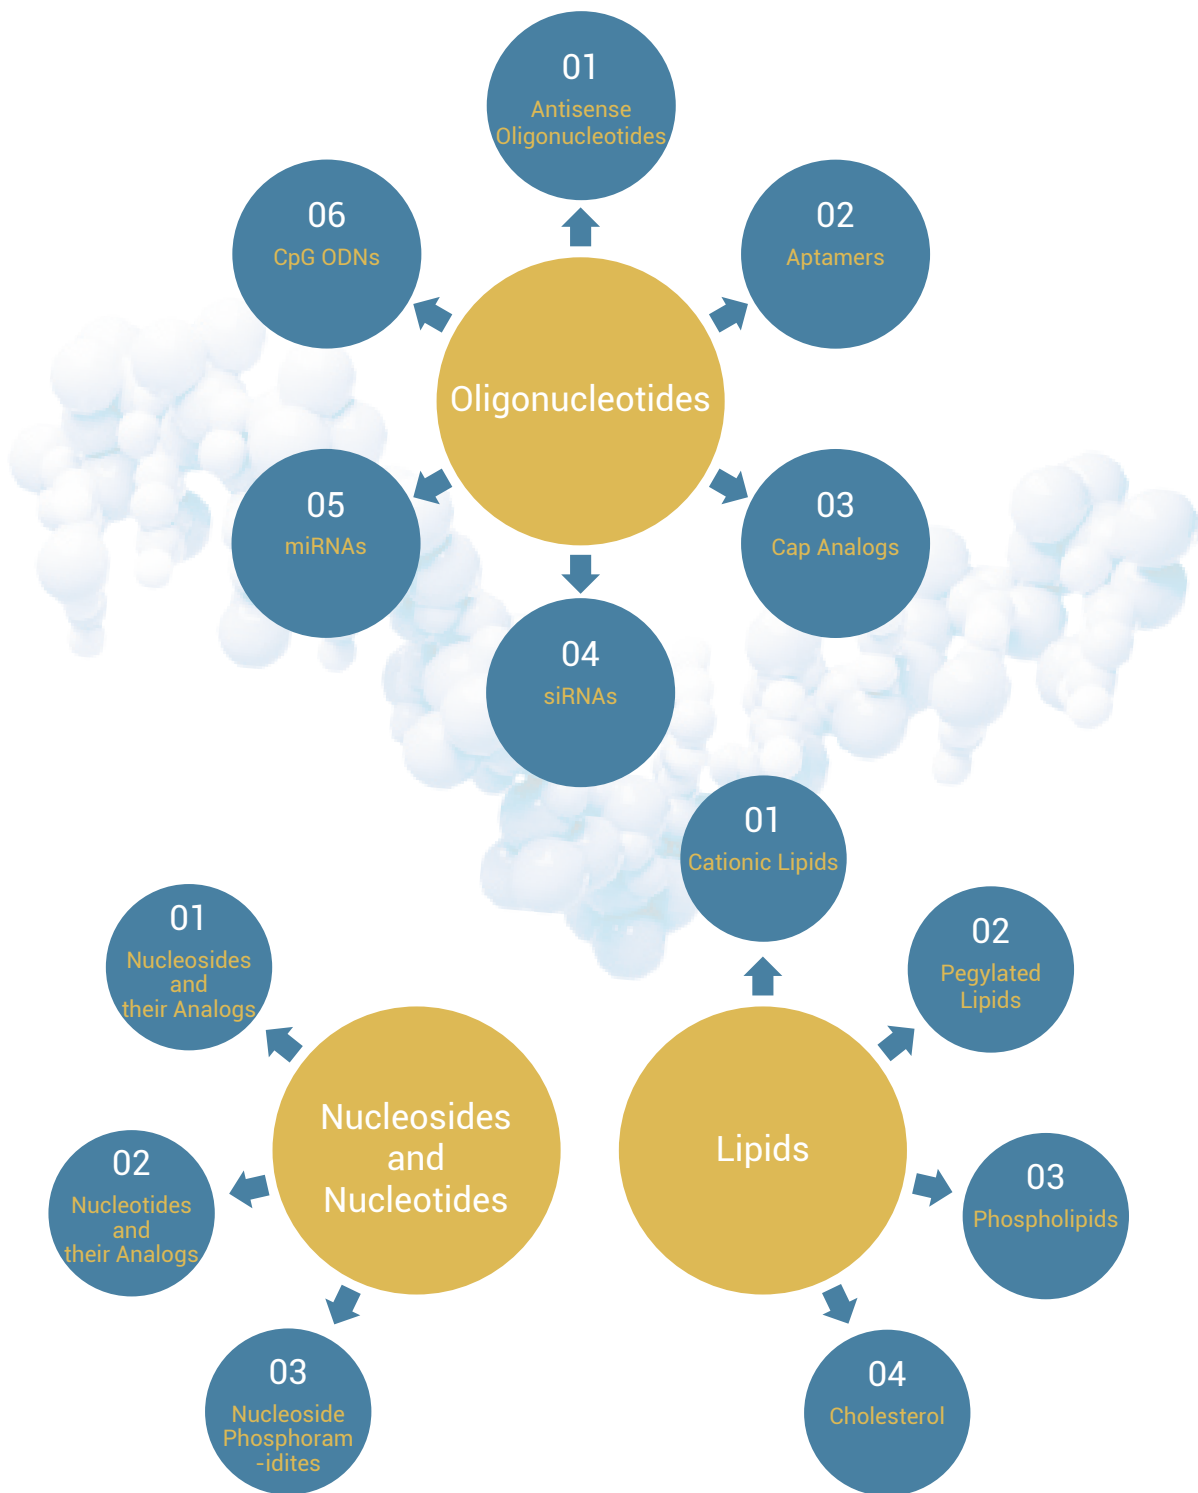 01
Antisense
Oligonucleotides
06
CpG ODNs
02
Aptamers
Oligonucleotides
05
miRNAs
03
Cap Analogs
04
siRNAs
01
Cationic Lipids
01
Nucleosides
and
their Analogs
02
Pegylated
Lipids
Nucleosides
and
Nucleotides
Lipids
02
Nucleotides
and
their Analogs
03
Phospholipids
03
Nucleoside
Phosphoram
-idites
04
Cholesterol